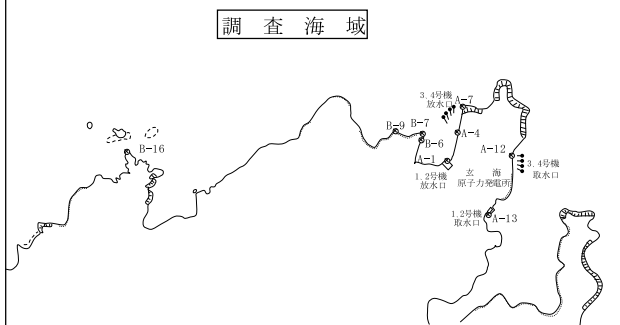 調査海域
3.4号機
放水口
A-7
B-9
B-7
B-6
A-4
A-1
A-12
B-16
3.4号機
取水口
1.2号機
放水口
玄海
原子力発電所
1.2号機
取水口
A-13